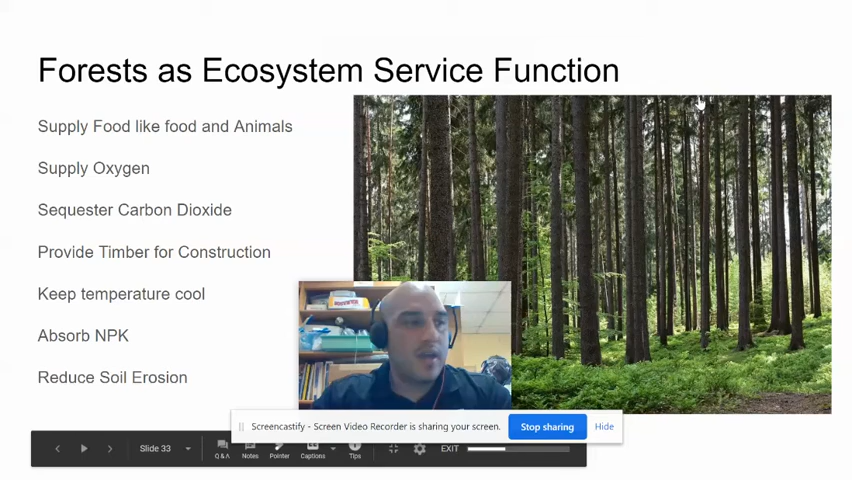 Forests as Ecosystem Service Function
Supply Food like food and Animals
Supply Oxygen
Sequester Carbon Dioxide
Provide Timber for Construction
Keep temperature cool
Absorb NPK
Reduce Soil Erosion
Screencastify - Screen Video Recorder is sharing your screen.
Stop sharing
Hide
Slide 33
Q & A
Notes
Pointer
Captions
Tips
EXIT